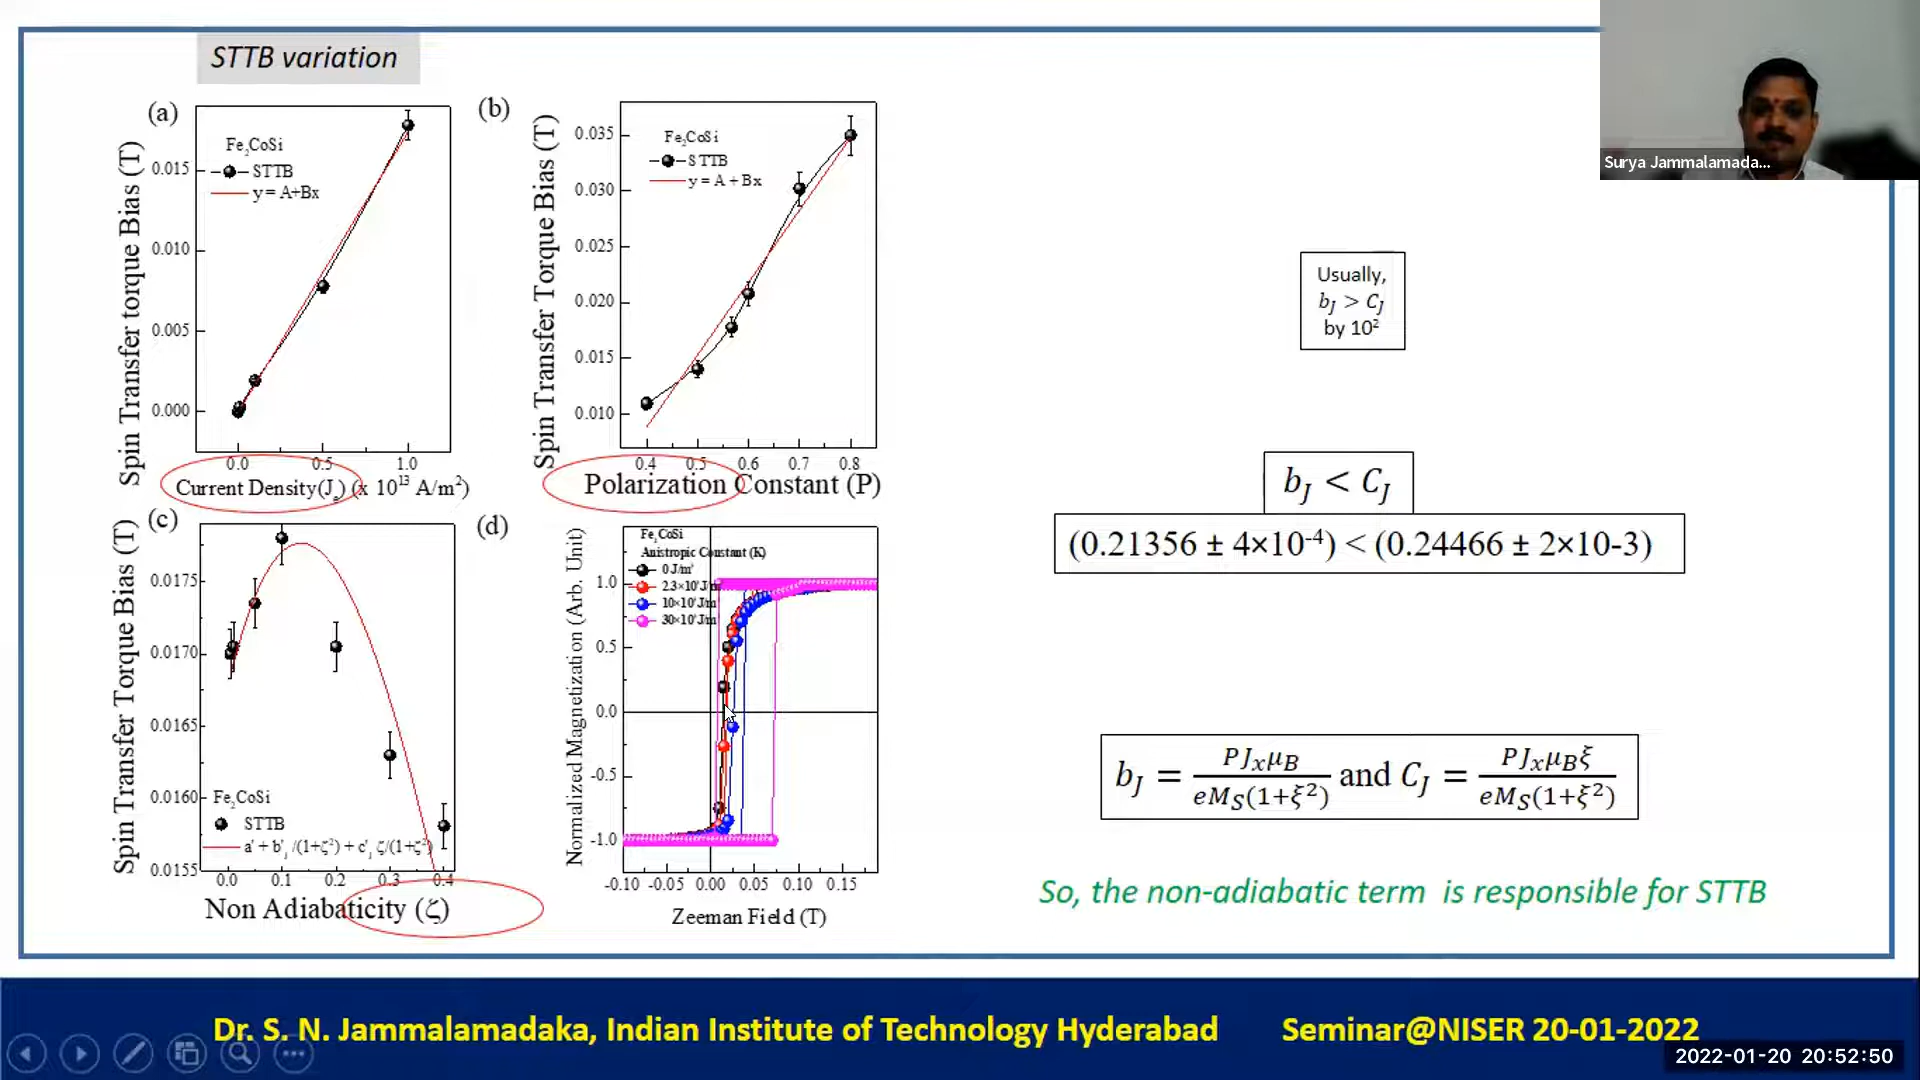 STTB variation
Surya Jammalamada...
(a)
Fe2CoSi
STTB
y = A+Bx
Spin Transfer torque Bias (T)
0.015
0.010
0.005
0.000
0.0 0.5 1.0
Current Density(Je) (x 10^13 A/m^2)
(b)
Fe2CoSi
STTB
y = A + Bx
Spin Transfer Torque Bias (T)
0.035
0.030
0.025
0.020
0.015
0.010
0.4 0.5 0.6 0.7 0.8
Polarization Constant (P)
(c)
Spin Transfer Torque Bias (T)
0.0175
0.0170
0.0165
0.0160
0.0155
Fe2CoSi
STTB
a' + b'J /(1+ζ²) + c'J ζ/(1+ζ²)
0.0 0.1 0.2 0.3 0.4
Non Adiabaticity (ζ)
(d)
Fe2CoSi
Anistropic Constant (K)
0 J/m³
Normalized Magnetization (Arb. Unit)
1.0
0.5
0.0
-0.5
-1.0
-0.10 -0.05 0.00 0.05 0.10 0.15
Zeeman Field (T)
Usually,
bJ > CJ
by 10²
bJ < CJ
(0.21356 ± 4×10⁻⁴) < (0.24466 ± 2×10-3)
bJ = PJxμB / eMS(1+ξ²) and CJ = PJxμBξ / eMS(1+ξ²)
So, the non-adiabatic term is responsible for STTB
Dr. S. N. Jammalamadaka, Indian Institute of Technology Hyderabad Seminar@NISER 20-01-2022
2022-01-20 20:52:50